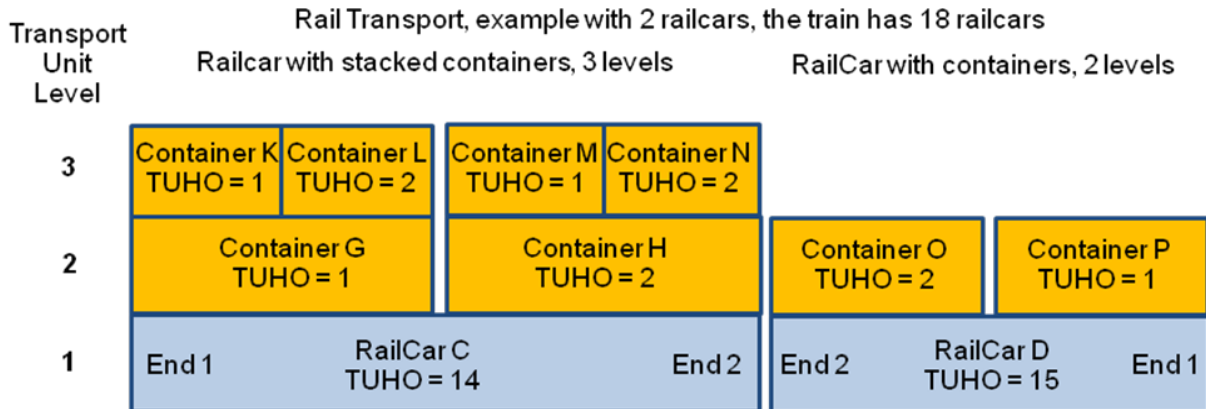 Rail Transport, example with 2 railcars, the train has 18 railcars
Transport
Unit
Level
Railcar with stacked containers, 3 levels
RailCar with containers, 2 levels
3
Container K
TUHO = 1
Container L
TUHO = 2
Container M
TUHO = 1
Container N
TUHO = 2
2
Container G
TUHO = 1
Container H
TUHO = 2
Container O
TUHO = 2
Container P
TUHO = 1
1
End 1
RailCar C
TUHO = 14
End 2
End 2
RailCar D
TUHO = 15
End 1